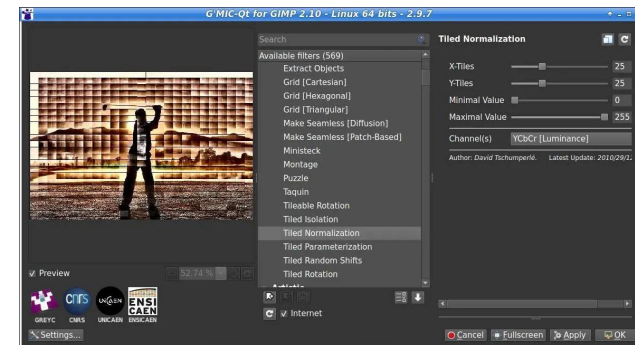 G'MIC-Qt for GIMP 2.10 - Linux 64 bits - 2.9.7
Search
Available filters (569)
Extract Objects
Grid [Cartesian]
Grid [Hexagonal]
Grid [Triangular]
Make Seamless [Diffusion]
Make Seamless [Patch-Based]
Ministeck
Montage
Puzzle
Taquin
Tileable Rotation
Tiled Isolation
Tiled Normalization
Tiled Parameterization
Tiled Random Shifts
Tiled Rotation
Artistic
Internet
Tiled Normalization
X-Tiles 25
Y-Tiles 25
Minimal Value 0
Maximal Value 255
Channel(s) YCbCr [Luminance]
Author: David Tschumperlé. Latest Update: 2010/29/12
Preview
52.74 %
CNRS
UNICAEN
ENSI
CAEN
GREYC CNRS UNICAEN ENSICAEN
Settings...
Cancel Fullscreen Apply OK